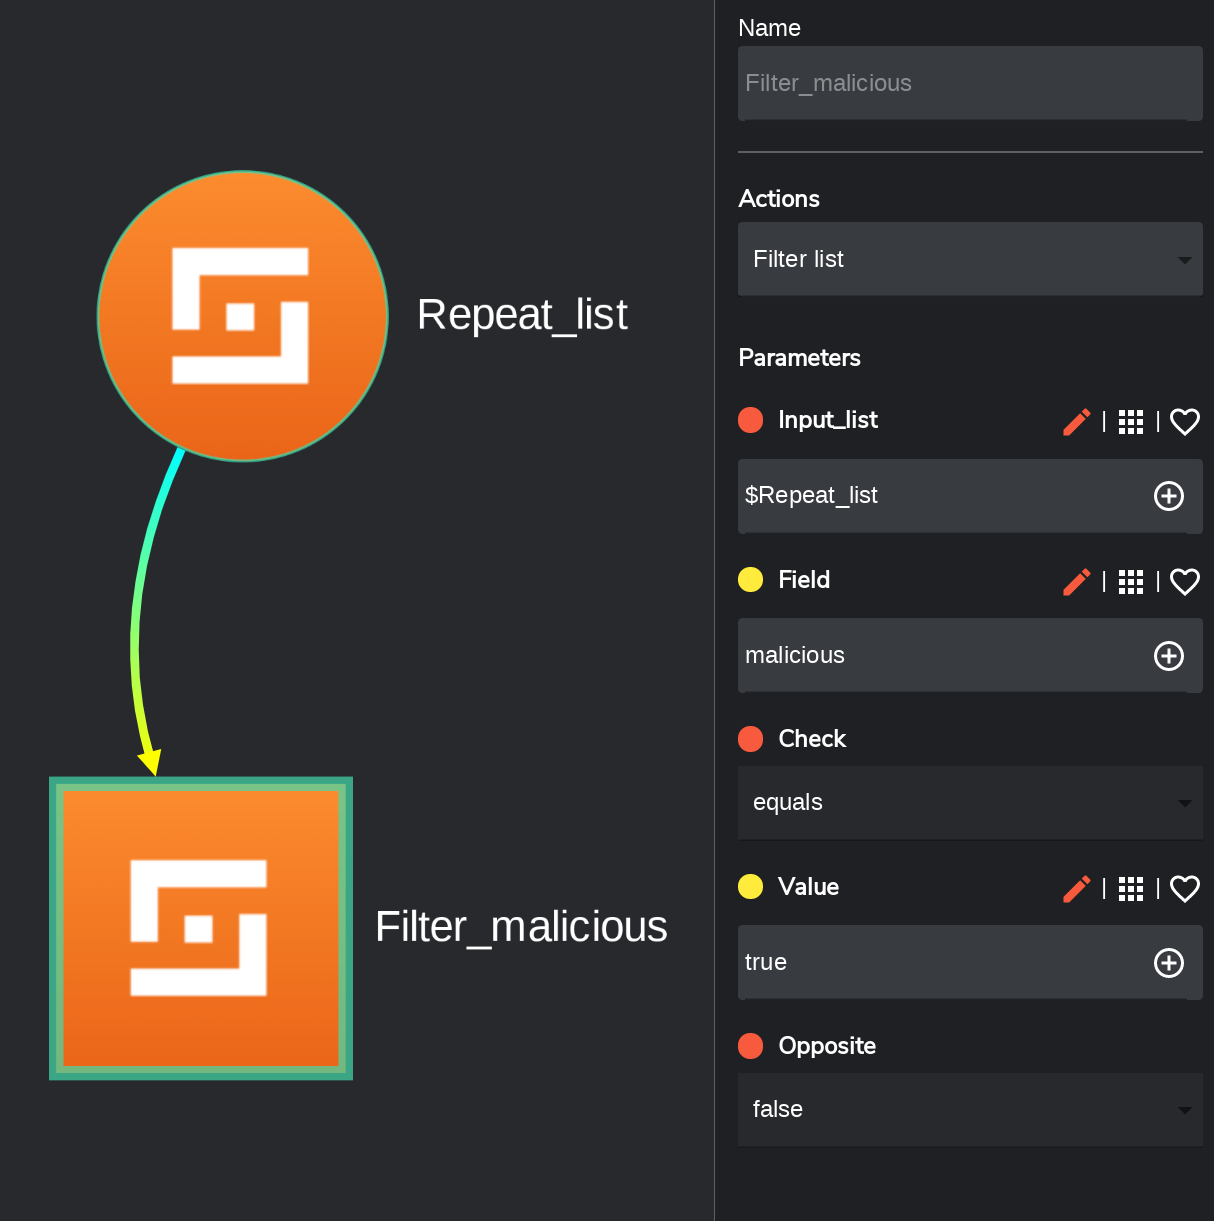 Repeat_list
Filter_malicious
Name
Filter_malicious
Actions
Filter list
Parameters
Input_list
$Repeat_list
Field
malicious
Check
equals
Value
true
Opposite
false